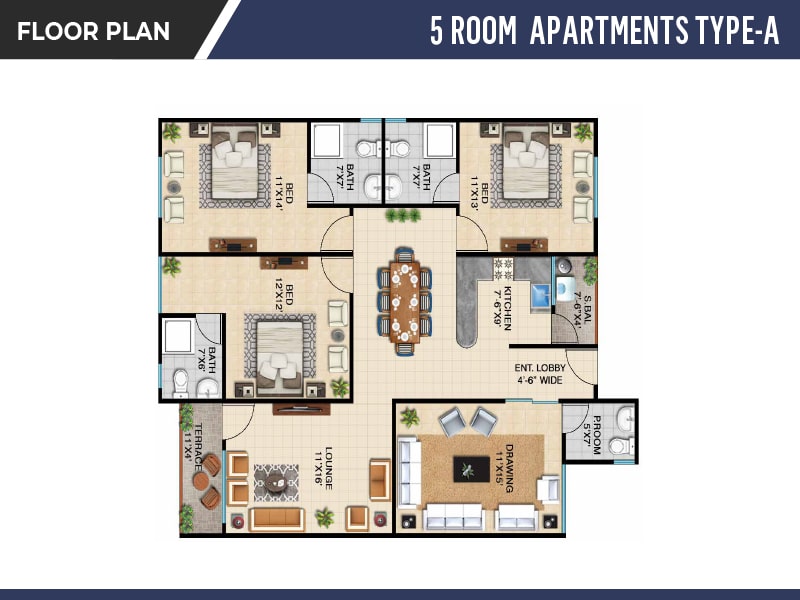 FLOOR PLAN
5 ROOM APARTMENTS TYPE-A
BED
11'X14'
BATH
7'X7'
BATH
7'X7'
BED
11'X13'
BED
12'X12'
KITCHEN
7'-6"X9'
S.BAL
7'-6"X4'
BATH
7'X6'
ENT. LOBBY
4'-6" WIDE
TERRACE
11'X4'
LOUNGE
11'X16'
DRAWING
11'X15'
P.ROOM
5'X7'